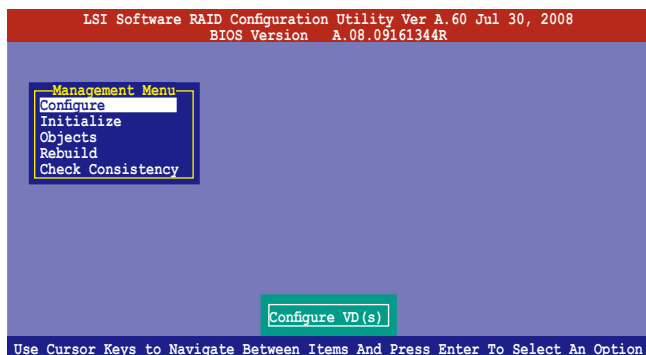 LSI Software RAID Configuration Utility Ver A.60 Jul 30, 2008
BIOS Version A.08.09161344R
Management Menu
Configure
Initialize
Objects
Rebuild
Check Consistency
Configure VD(s)
Use Cursor Keys to Navigate Between Items And Press Enter To Select An Option